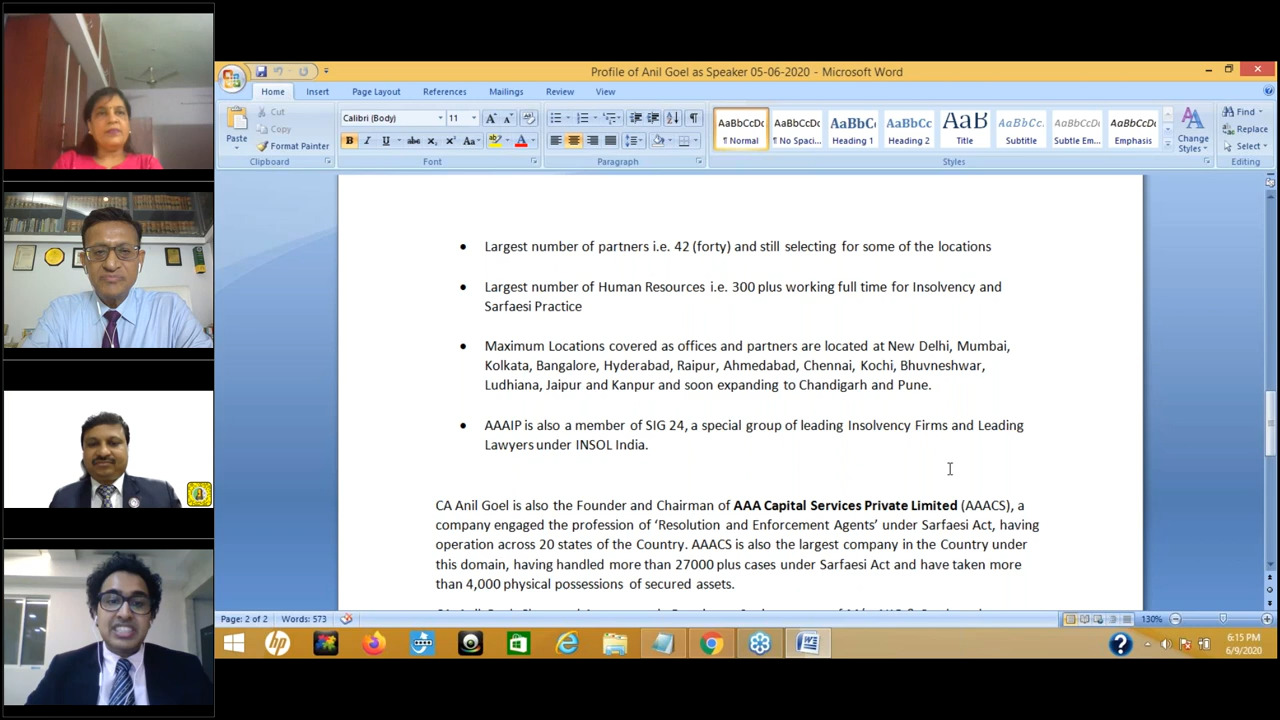 Profile of Anil Goel as Speaker 05-06-2020 - Microsoft Word
Home Insert Page Layout References Mailings Review View
Cut
Copy
Format Painter
Paste
Clipboard
Calibri (Body) 11
Font
Paragraph
AaBbCcDc AaBbCcDc AaBbC AaBbCc AaB AaBbCc. AaBbCcDc AaBbCcDc
¶ Normal ¶ No Spaci... Heading 1 Heading 2 Title Subtitle Subtle Em... Emphasis
Change
Styles
Styles
Find
Replace
Select
Editing
• Largest number of partners i.e. 42 (forty) and still selecting for some of the locations
• Largest number of Human Resources i.e. 300 plus working full time for Insolvency and
Sarfaesi Practice
• Maximum Locations covered as offices and partners are located at New Delhi, Mumbai,
Kolkata, Bangalore, Hyderabad, Raipur, Ahmedabad, Chennai, Kochi, Bhuvneshwar,
Ludhiana, Jaipur and Kanpur and soon expanding to Chandigarh and Pune.
• AAAIP is also a member of SIG 24, a special group of leading Insolvency Firms and Leading
Lawyers under INSOL India.
CA Anil Goel is also the Founder and Chairman of AAA Capital Services Private Limited (AAACS), a
company engaged the profession of ‘Resolution and Enforcement Agents’ under Sarfaesi Act, having
operation across 20 states of the Country. AAACS is also the largest company in the Country under
this domain, having handled more than 27000 plus cases under Sarfaesi Act and have taken more
than 4,000 physical possessions of secured assets.
Page: 2 of 2 Words: 573 130%
6:15 PM
6/9/2020